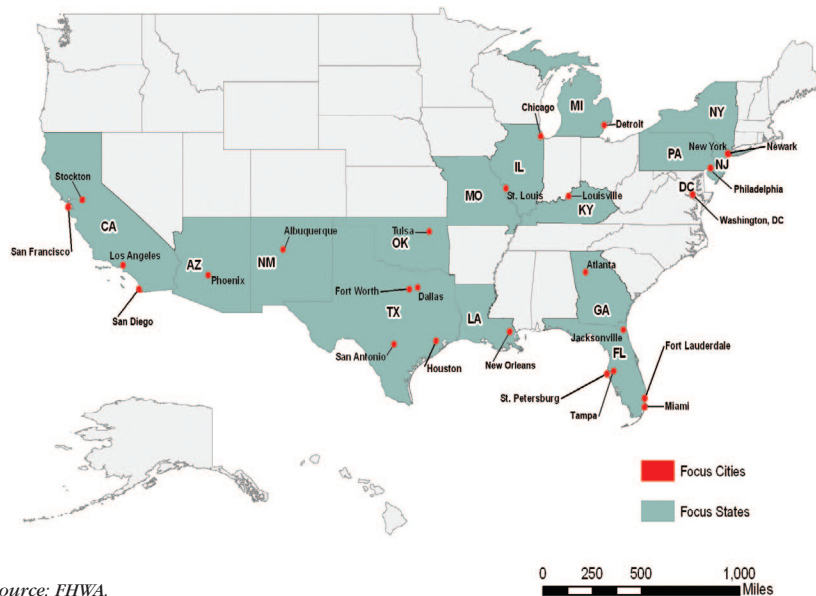 NY
MI
Chicago
Detroit
New York
Newark
PA
NJ
IL
Stockton
MO
DC
Philadelphia
St. Louis
Louisville
KY
Washington, DC
CA
Albuquerque
Tulsa
OK
San Francisco
Los Angeles
AZ
NM
Atlanta
Phoenix
Fort Worth
Dallas
TX
LA
GA
San Diego
Jacksonville
San Antonio
Houston
New Orleans
FL
Fort Lauderdale
St. Petersburg
Miami
Tampa
Focus Cities
Focus States
0 250 500 1,000
Miles
ource: FHWA.